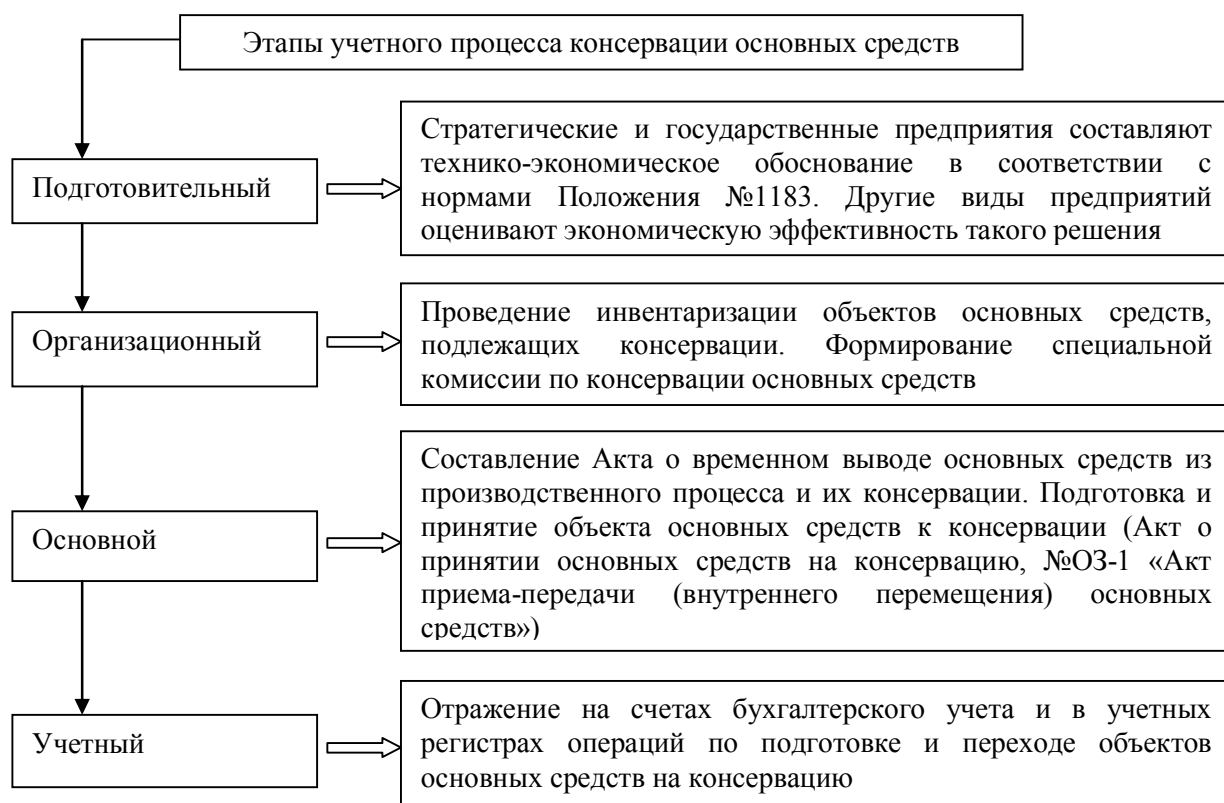 Этапы учетного процесса консервации основных средств
Подготовительный
Стратегические и государственные предприятия составляют
технико-экономическое обоснование в соответствии с
нормами Положения №1183. Другие виды предприятий
оценивают экономическую эффективность такого решения
Организационный
Проведение инвентаризации объектов основных средств,
подлежащих консервации. Формирование специальной
комиссии по консервации основных средств
Основной
Составление Акта о временном выводе основных средств из
производственного процесса и их консервации. Подготовка и
принятие объекта основных средств к консервации (Акт о
принятии основных средств на консервацию, №ОЗ-1 «Акт
приема-передачи (внутреннего перемещения) основных
средств»)
Учетный
Отражение на счетах бухгалтерского учета и в учетных
регистрах операций по подготовке и переходе объектов
основных средств на консервацию